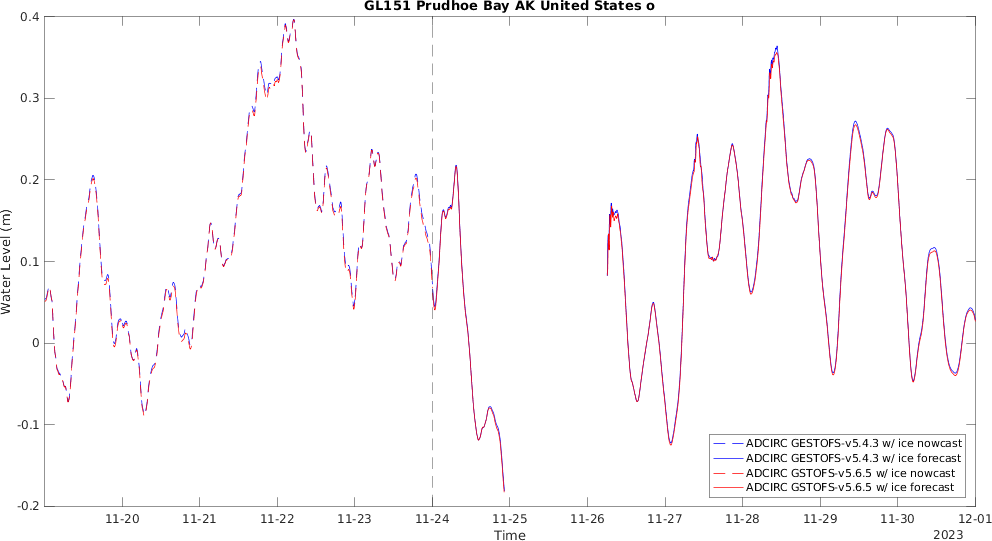 GL151 Prudhoe Bay AK United States o
Water Level (m)
0.4
0.3
0.2
0.1
0
-0.1
-0.2
ADCIRC GESTOFS-v5.4.3 w/ ice nowcast
ADCIRC GESTOFS-v5.4.3 w/ ice forecast
ADCIRC GSTOFS-v5.6.5 w/ ice nowcast
ADCIRC GSTOFS-v5.6.5 w/ ice forecast
11-20 11-21 11-22 11-23 11-24 11-25 11-26 11-27 11-28 11-29 11-30 12-01
Time
2023